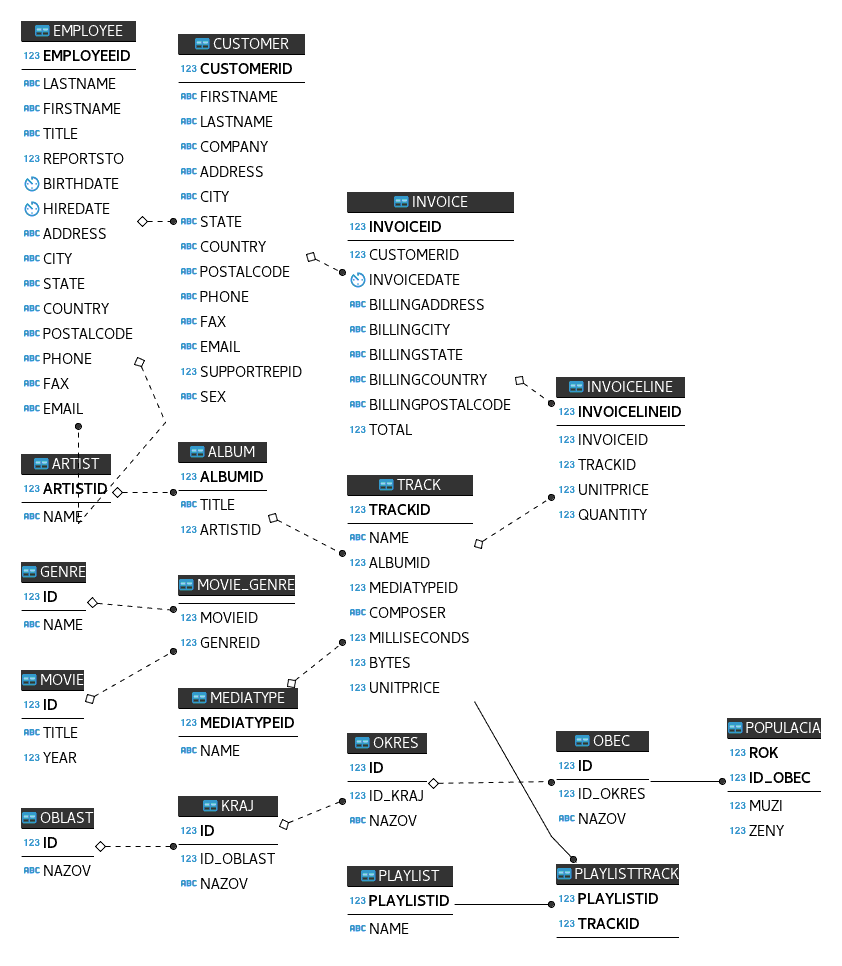 EMPLOYEE
123 EMPLOYEEID
ABC LASTNAME
ABC FIRSTNAME
ABC TITLE
123 REPORTSTO
BIRTHDATE
HIREDATE
ABC ADDRESS
ABC CITY
ABC STATE
ABC COUNTRY
ABC POSTALCODE
ABC PHONE
ABC FAX
ABC EMAIL
CUSTOMER
123 CUSTOMERID
ABC FIRSTNAME
ABC LASTNAME
ABC COMPANY
ABC ADDRESS
ABC CITY
ABC STATE
ABC COUNTRY
ABC POSTALCODE
ABC PHONE
ABC FAX
ABC EMAIL
123 SUPPORTREPID
ABC SEX
INVOICE
123 INVOICEID
123 CUSTOMERID
INVOICEDATE
ABC BILLINGADDRESS
ABC BILLINGCITY
ABC BILLINGSTATE
ABC BILLINGCOUNTRY
ABC BILLINGPOSTALCODE
123 TOTAL
INVOICELINE
123 INVOICELINEID
123 INVOICEID
123 TRACKID
123 UNITPRICE
123 QUANTITY
ARTIST
123 ARTISTID
ABC NAME
ALBUM
123 ALBUMID
ABC TITLE
123 ARTISTID
TRACK
123 TRACKID
ABC NAME
123 ALBUMID
123 MEDIATYPEID
ABC COMPOSER
123 MILLISECONDS
123 BYTES
123 UNITPRICE
GENRE
123 ID
ABC NAME
MOVIE_GENRE
123 MOVIEID
123 GENREID
MOVIE
123 ID
ABC TITLE
123 YEAR
MEDIATYPE
123 MEDIATYPEID
ABC NAME
OKRES
123 ID
123 ID_KRAJ
ABC NAZOV
OBEC
123 ID
123 ID_OKRES
ABC NAZOV
POPULACIA
123 ROK
123 ID_OBEC
123 MUZI
123 ZENY
OBLAST
123 ID
ABC NAZOV
KRAJ
123 ID
123 ID_OBLAST
ABC NAZOV
PLAYLIST
123 PLAYLISTID
ABC NAME
PLAYLISTTRACK
123 PLAYLISTID
123 TRACKID